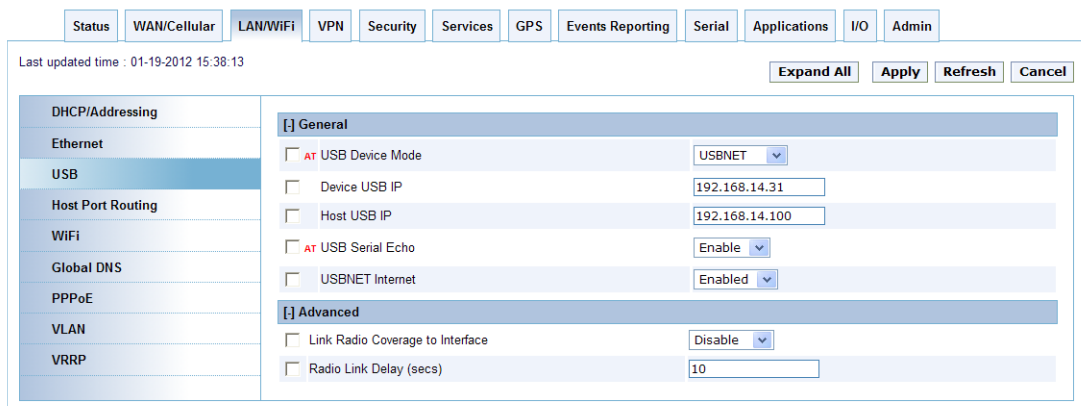 Status WAN/Cellular LAN/WiFi VPN Security Services GPS Events Reporting Serial Applications I/O Admin
Last updated time : 01-19-2012 15:38:13
Expand All Apply Refresh Cancel
DHCP/Addressing
Ethernet
USB
Host Port Routing
WiFi
Global DNS
PPPoE
VLAN
VRRP
[-] General
AT USB Device Mode USBNET
Device USB IP 192.168.14.31
Host USB IP 192.168.14.100
AT USB Serial Echo Enable
USBNET Internet Enabled
[-] Advanced
Link Radio Coverage to Interface Disable
Radio Link Delay (secs) 10